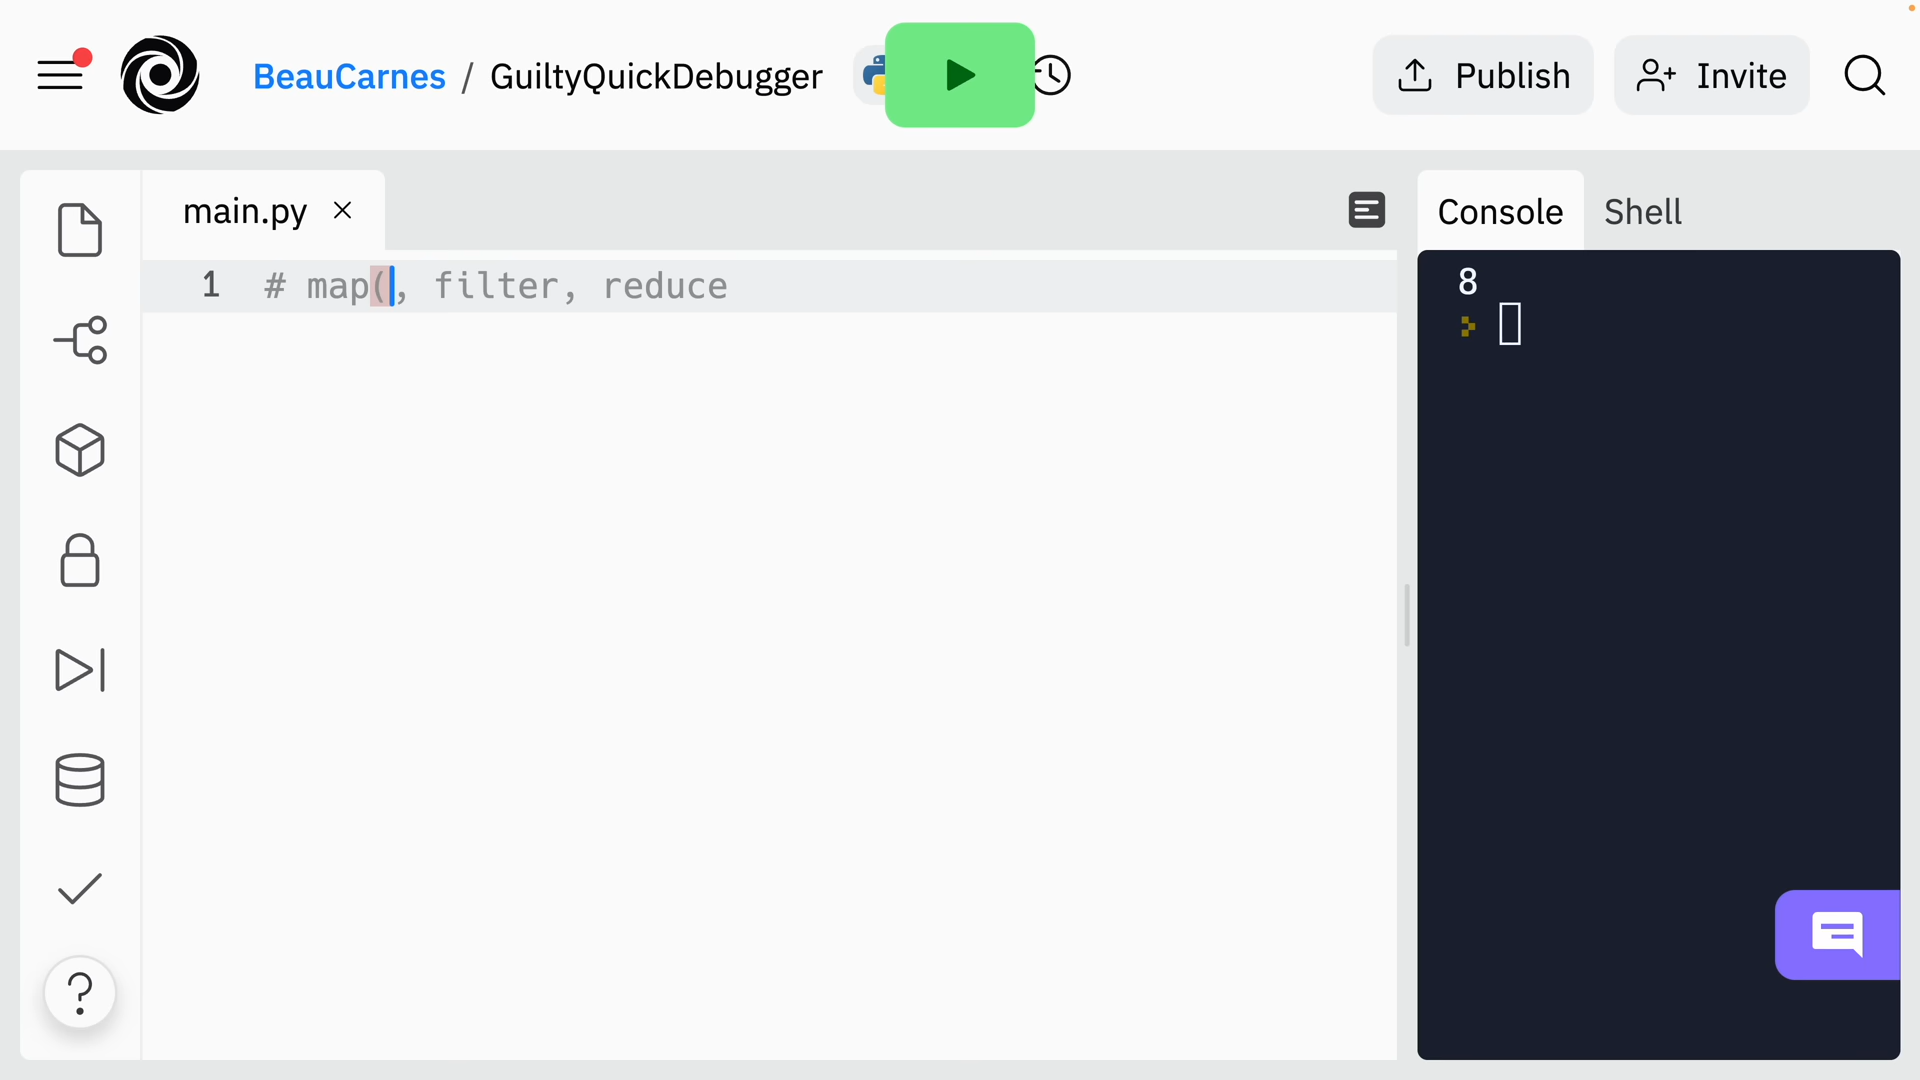 BeauCarnes / GuiltyQuickDebugger
Publish
Invite
main.py
Console
Shell
1 # map(, filter, reduce
8
?